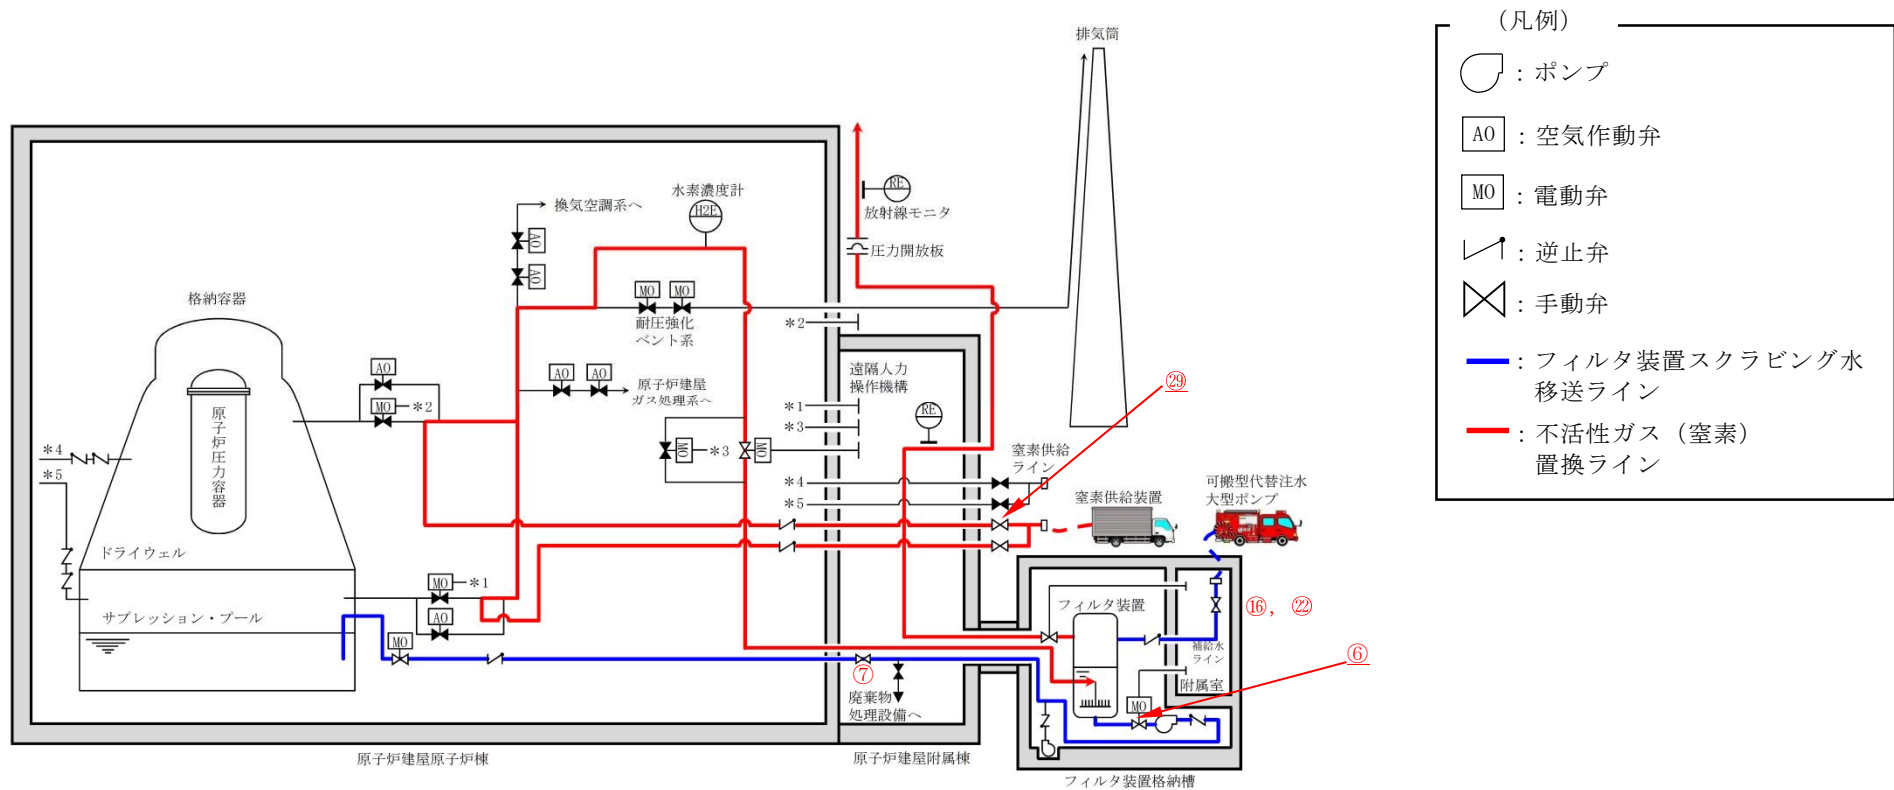 排気筒
(凡例)
:ポンプ
AO
:空気作動弁
MO
:電動弁
:逆止弁
:手動弁
:フィルタ装置スクラビング水
移送ライン
:不活性ガス(窒素)
置換ライン
RE
放射線モニタ
圧力開放板
水素濃度計
H2E
換気空調系へ
AO
AO
MO
MO
耐圧強化
ベント系
格納容器
原子炉圧力容器
AO
MO
*2
AO
AO
原子炉建屋
ガス処理系へ
MO
*3
MO
*2
遠隔人力
操作機構
*1
*3
RE
*4
*5
㉙
窒素供給
ライン
窒素供給装置
可搬型代替注水
大型ポンプ
*4
*5
ドライウェル
サプレッション・プール
MO
*1
AO
MO
⑦
廃棄物
処理設備へ
フィルタ装置
⑯, ㉒
補給水
ライン
附属室
MO
⑥
原子炉建屋原子炉棟
原子炉建屋附属棟
フィルタ装置格納槽